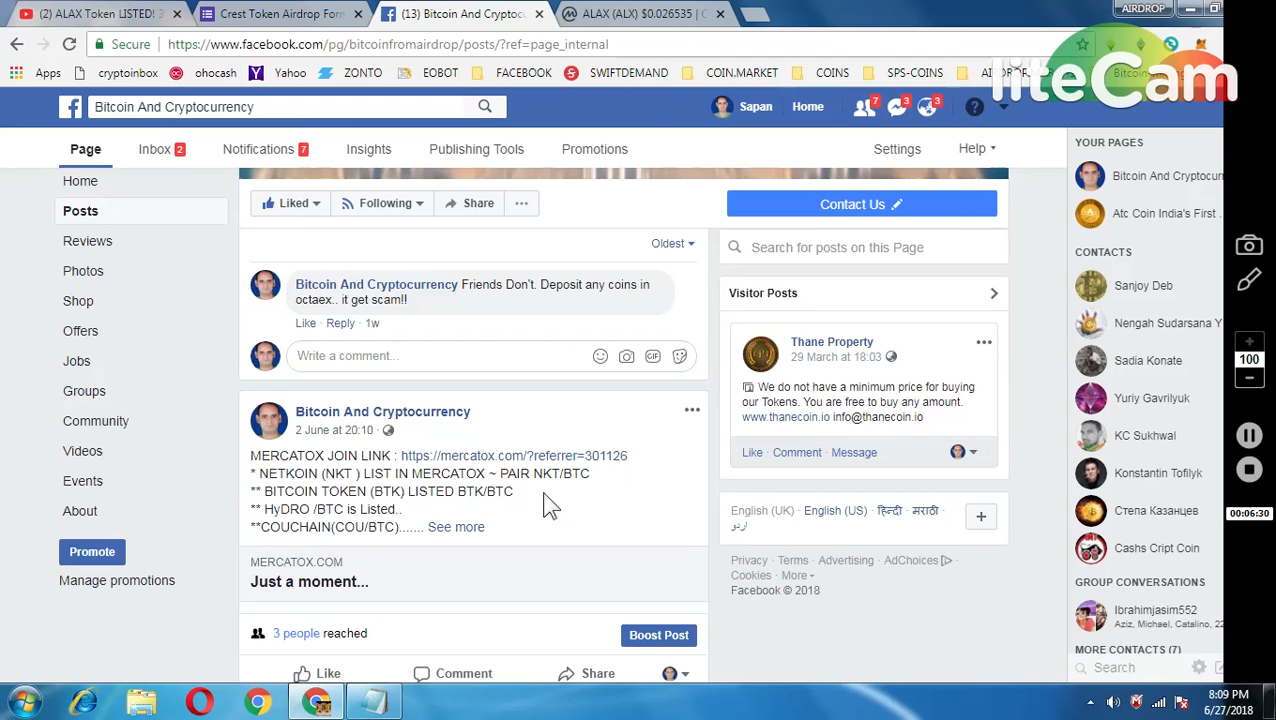 (2) ALAX Token LISTED! 3
Crest Token Airdrop Form
(13) Bitcoin And Cryptoc
ALAX (ALX) $0.026535 | C
AIRDROP
Secure
https://www.facebook.com/pg/bitcoinfromairdrop/posts/?ref=page_internal
Apps
cryptoinbox
ohocash
Yahoo
EOBOT
FACEBOOK
SWIFTDEMAND
COIN.MARKET
COINS
SPS-COINS
liteCam
Bitcoin And Cryptocurrency
Sapan
Home
7
3
3
Page
Inbox 2
Notifications 7
Insights
Publishing Tools
Promotions
Settings
Help
Home
Posts
Reviews
Photos
Shop
Offers
Jobs
Groups
Community
Videos
Events
About
Promote
Manage promotions
Liked
Following
Share
Contact Us
Oldest
Bitcoin And Cryptocurrency Friends Don't. Deposit any coins in
octaex.. it get scam!!
Like · Reply · 1w
Write a comment...
GIF
Bitcoin And Cryptocurrency
2 June at 20:10
MERCATOX JOIN LINK : https://mercatox.com/?referrer=301126
* NETKOIN (NKT ) LIST IN MERCATOX ~ PAIR NKT/BTC
** BITCOIN TOKEN (BTK) LISTED BTK/BTC
** HyDRO /BTC is Listed..
**COUCHAIN(COU/BTC)....... See more
MERCATOX.COM
Just a moment...
3 people reached
Boost Post
Like
Comment
Share
Search for posts on this Page
Visitor Posts
Thane Property
29 March at 18:03
We do not have a minimum price for buying
our Tokens. You are free to buy any amount.
www.thanecoin.io info@thanecoin.io
Like · Comment · Message
English (UK) · English (US) · हिन्दी · मराठी ·
اردو
Privacy · Terms · Advertising · AdChoices ·
Cookies · More
Facebook © 2018
YOUR PAGES
Bitcoin And Cryptocurr
Atc Coin India's First
CONTACTS
Sanjoy Deb
Nengah Sudarsana Y
Sadia Konate
Yuriy Gavrilyuk
KC Sukhwal
Konstantin Tofilyk
Степа Казанцев
Cashs Cript Coin
GROUP CONVERSATIONS
Ibrahimjasim552
Aziz, Michael, Catalino, 22
MORE CONTACTS (7)
Search
100
00:06:30
8:09 PM
6/27/2018